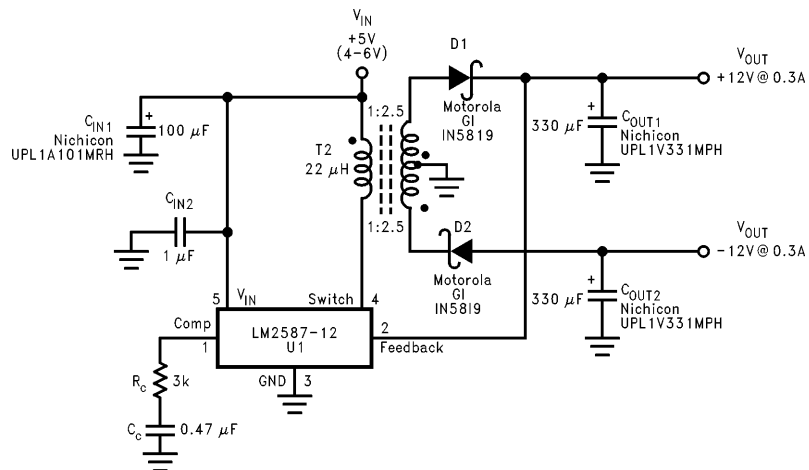 V_IN
+5V
(4-6V)
D1
V_OUT
+12V@ 0.3A
C_IN1
Nichicon
UPL1A101MRH
+
100 µF
1:2.5
Motorola
GI
IN5819
+
330 µF
C_OUT1
Nichicon
UPL1V331MPH
T2
22 µH
C_IN2
1 µF
1:2.5
D2
V_OUT
-12V@ 0.3A
Motorola
GI
IN5819
+
330 µF
C_OUT2
Nichicon
UPL1V331MPH
5
V_IN
Switch
4
Comp
1
LM2587-12
U1
2
Feedback
GND
3
R_c
3k
C_c
0.47 µF